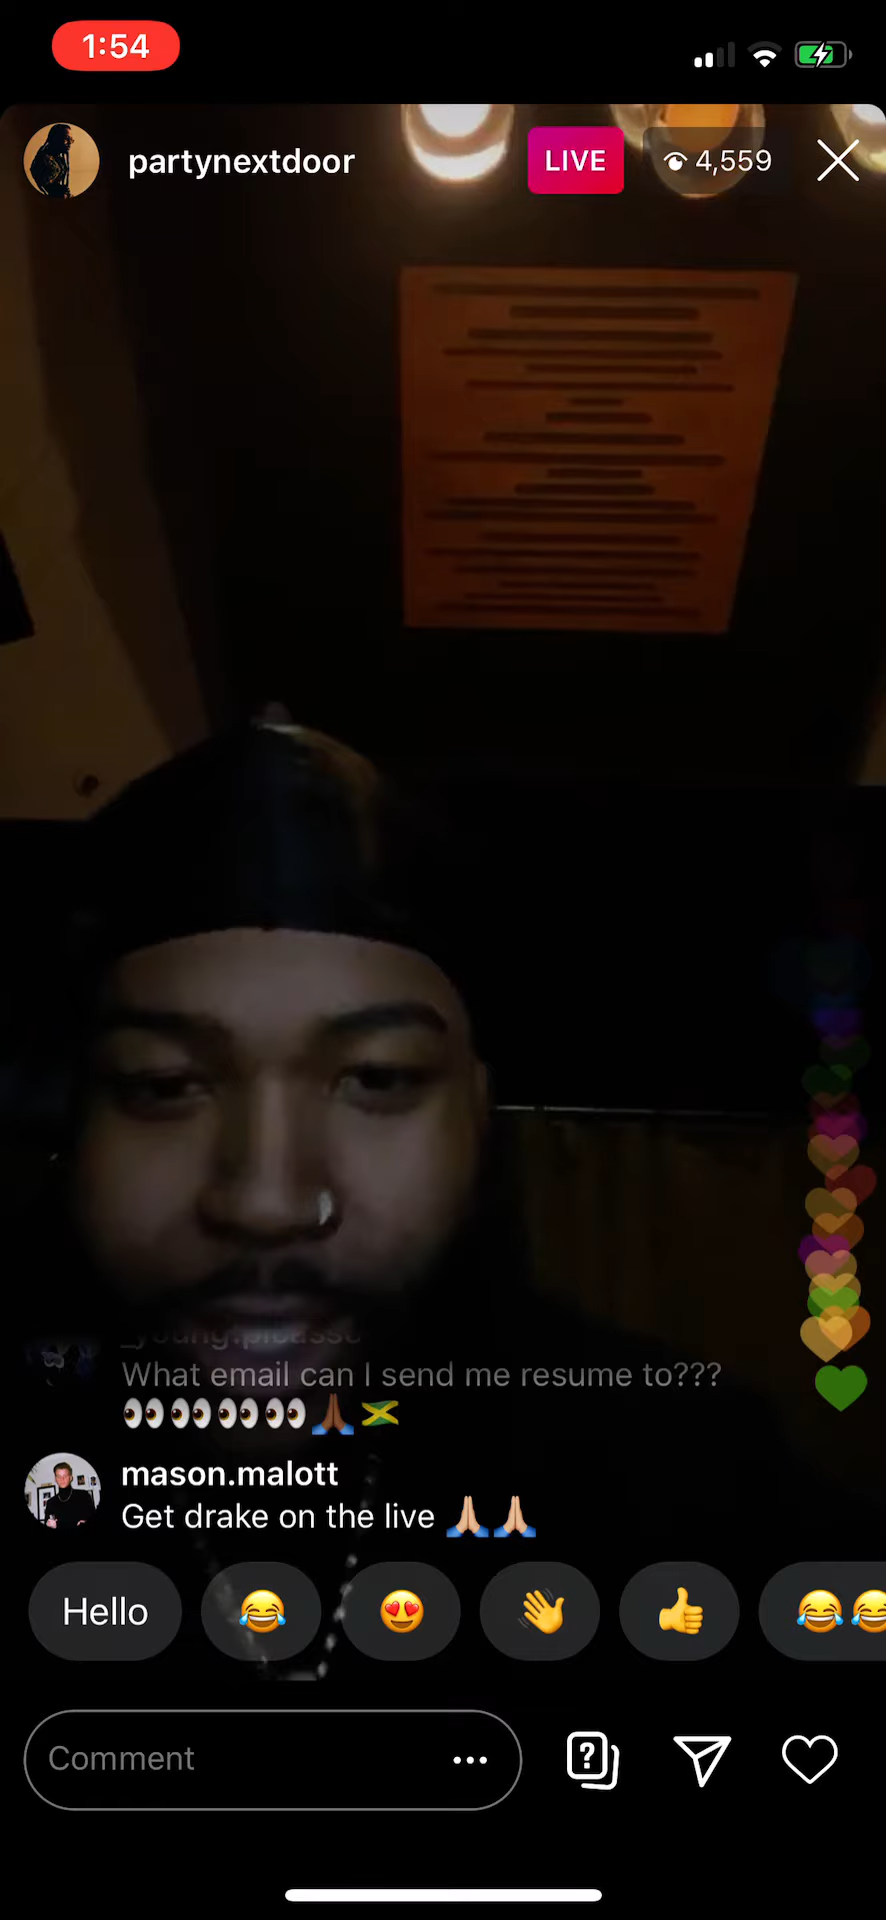 1:54
partynextdoor
LIVE
4,559
What email can I send me resume to???
👀👀👀👀🙏🏾🇯🇲
mason.malott
Get drake on the live 🙏🏼🙏🏼
Hello 😂 😍 👋 👍 😂😂
Comment